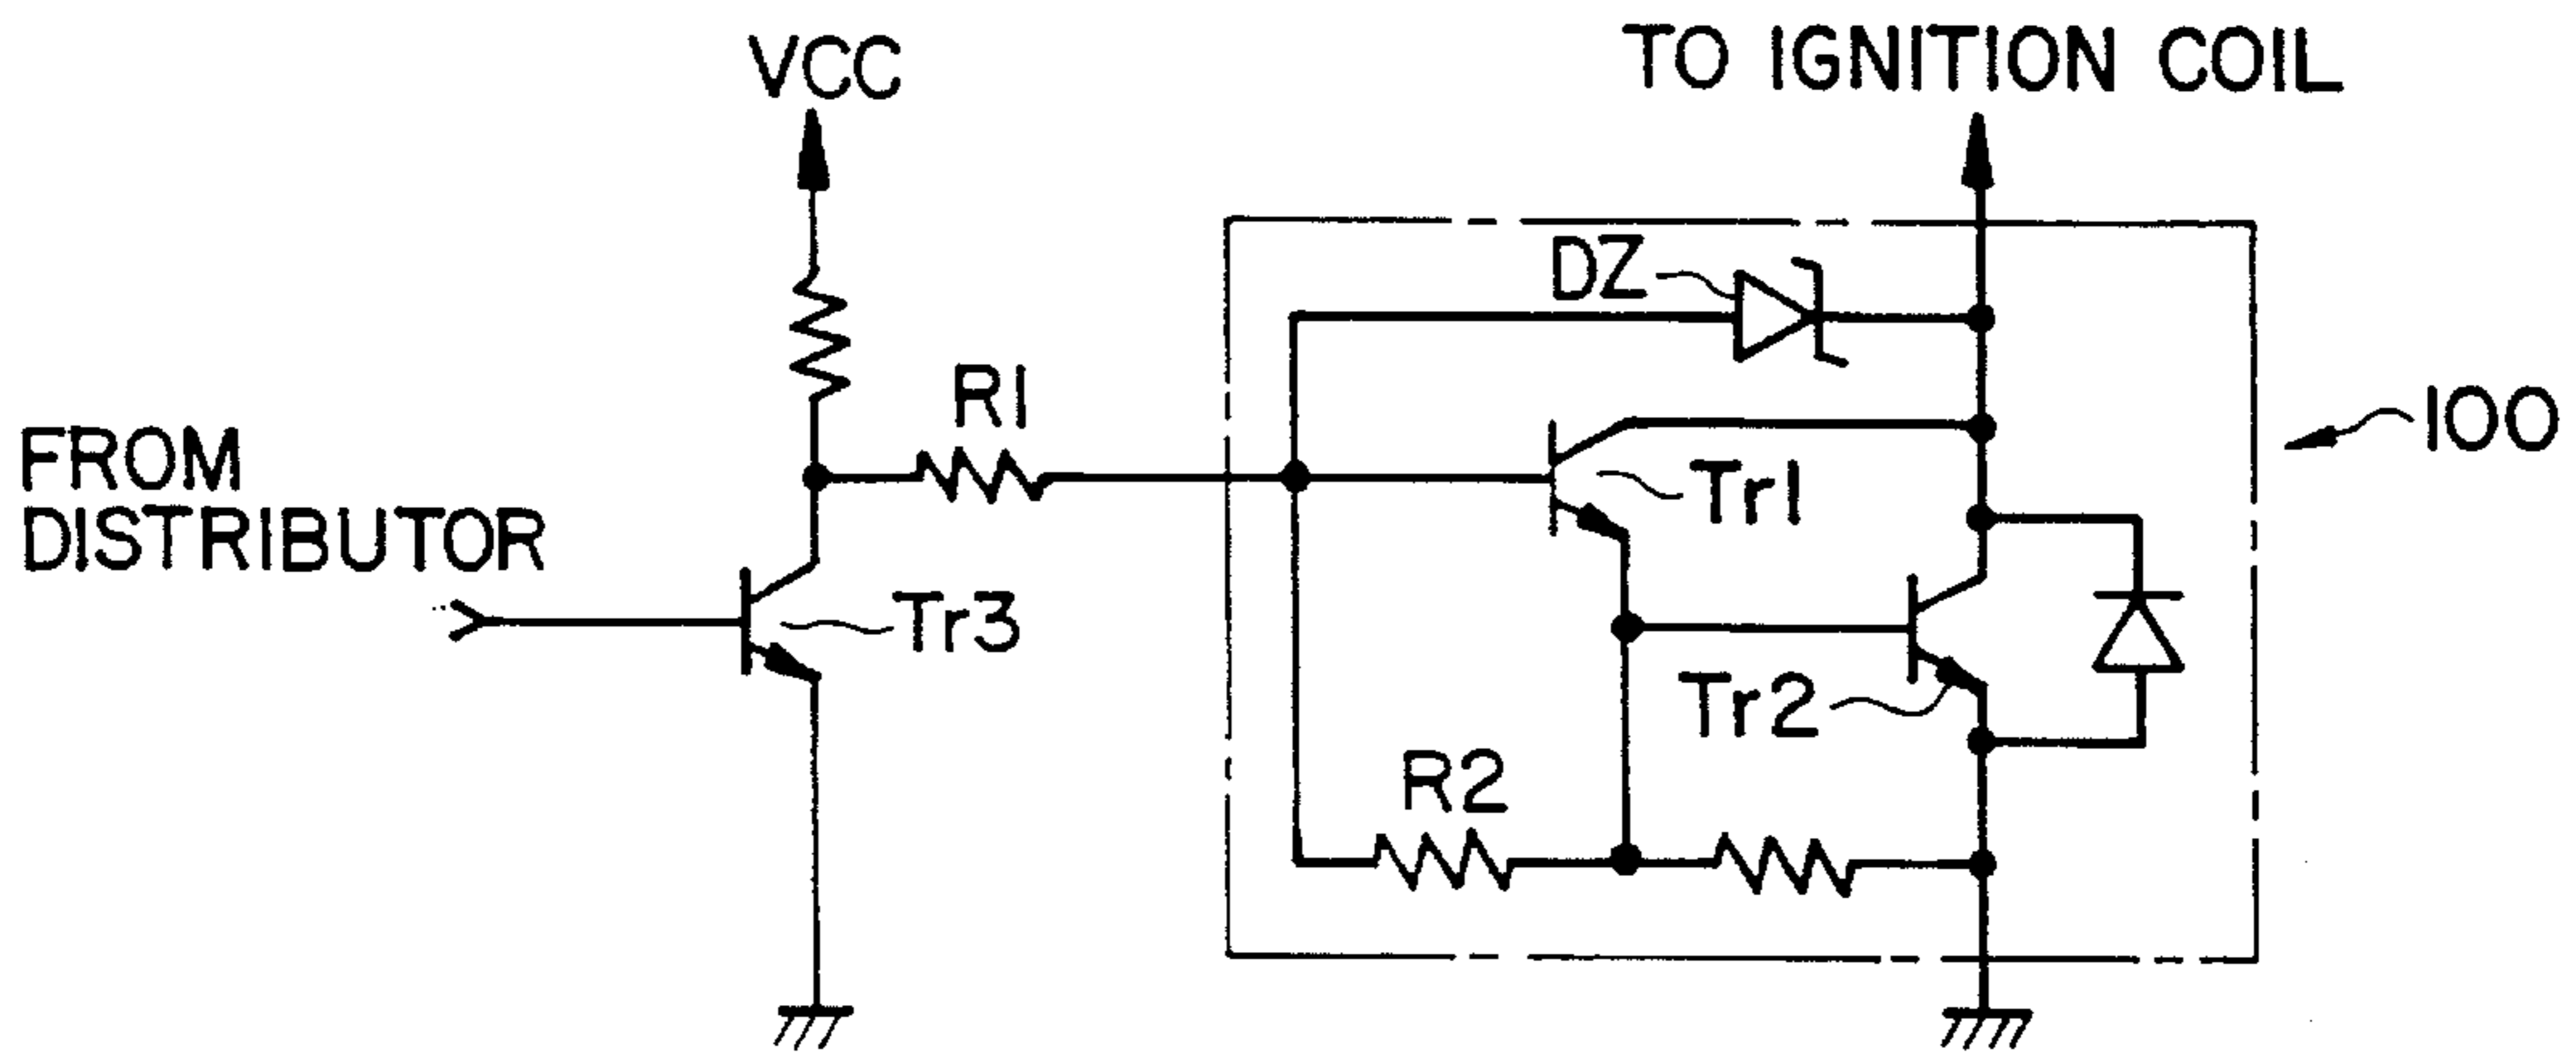 VCC
TO IGNITION COIL
DZ
R1
100
FROM
DISTRIBUTOR
Tr1
Tr3
Tr2
R2